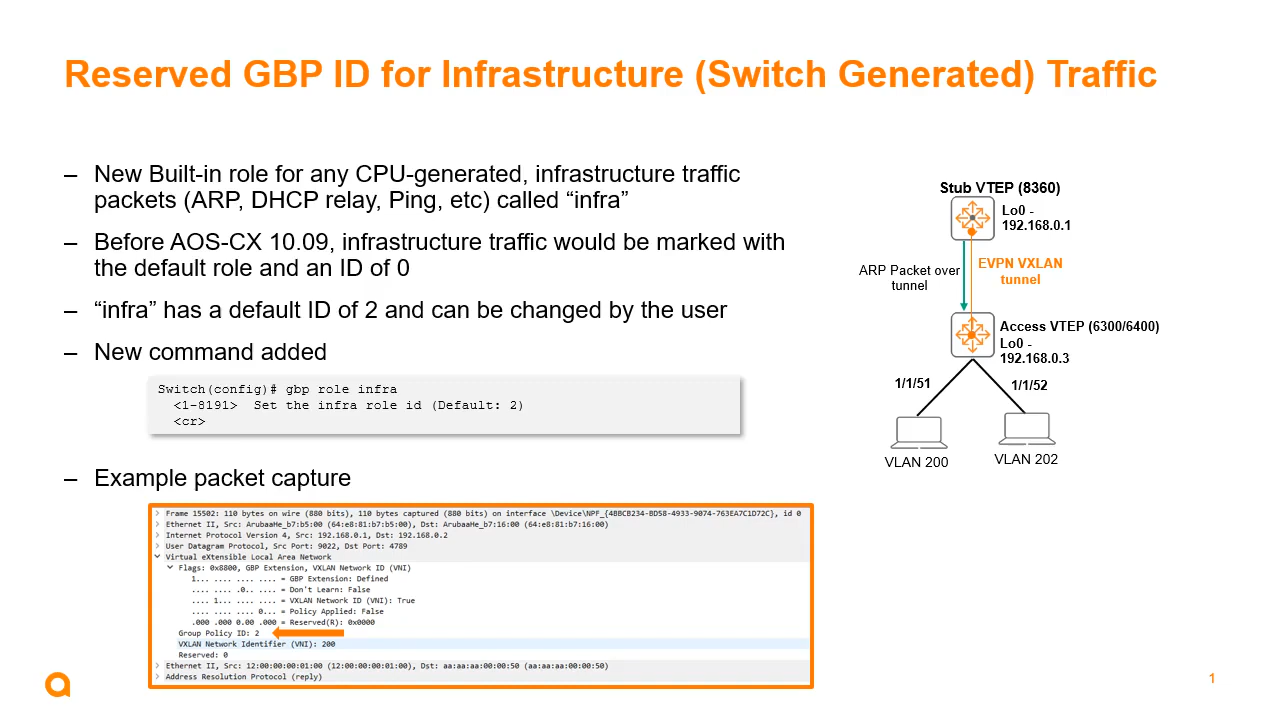 Reserved GBP ID for Infrastructure (Switch Generated) Traffic
– New Built-in role for any CPU-generated, infrastructure traffic
packets (ARP, DHCP relay, Ping, etc) called “infra”
– Before AOS-CX 10.09, infrastructure traffic would be marked with
the default role and an ID of 0
– “infra” has a default ID of 2 and can be changed by the user
– New command added
Switch(config)# gbp role infra
<1-8191>  Set the infra role id (Default: 2)
<cr>
– Example packet capture
Frame 15502: 110 bytes on wire (880 bits), 110 bytes captured (880 bits) on interface \Device\NPF_{4BBCB234-BD58-4933-9074-763EA7C1D72C}, id 0
Ethernet II, Src: ArubaaHe_b7:b5:00 (64:e8:81:b7:b5:00), Dst: ArubaaHe_b7:16:00 (64:e8:81:b7:16:00)
Internet Protocol Version 4, Src: 192.168.0.1, Dst: 192.168.0.2
User Datagram Protocol, Src Port: 9022, Dst Port: 4789
Virtual eXtensible Local Area Network
Flags: 0x8800, GBP Extension, VXLAN Network ID (VNI)
1... .... .... .... = GBP Extension: Defined
.... .... .0.. .... = Don't Learn: False
.... 1... .... .... = VXLAN Network ID (VNI): True
.... .... .... 0... = Policy Applied: False
.000 .000 0.00 .000 = Reserved(R): 0x0000
Group Policy ID: 2
VXLAN Network Identifier (VNI): 200
Reserved: 0
Ethernet II, Src: 12:00:00:00:01:00 (12:00:00:00:01:00), Dst: aa:aa:aa:00:00:50 (aa:aa:aa:00:00:50)
Address Resolution Protocol (reply)
Stub VTEP (8360)
Lo0 -
192.168.0.1
ARP Packet over
tunnel
EVPN VXLAN
tunnel
Access VTEP (6300/6400)
Lo0 -
192.168.0.3
1/1/51
1/1/52
VLAN 200
VLAN 202
1